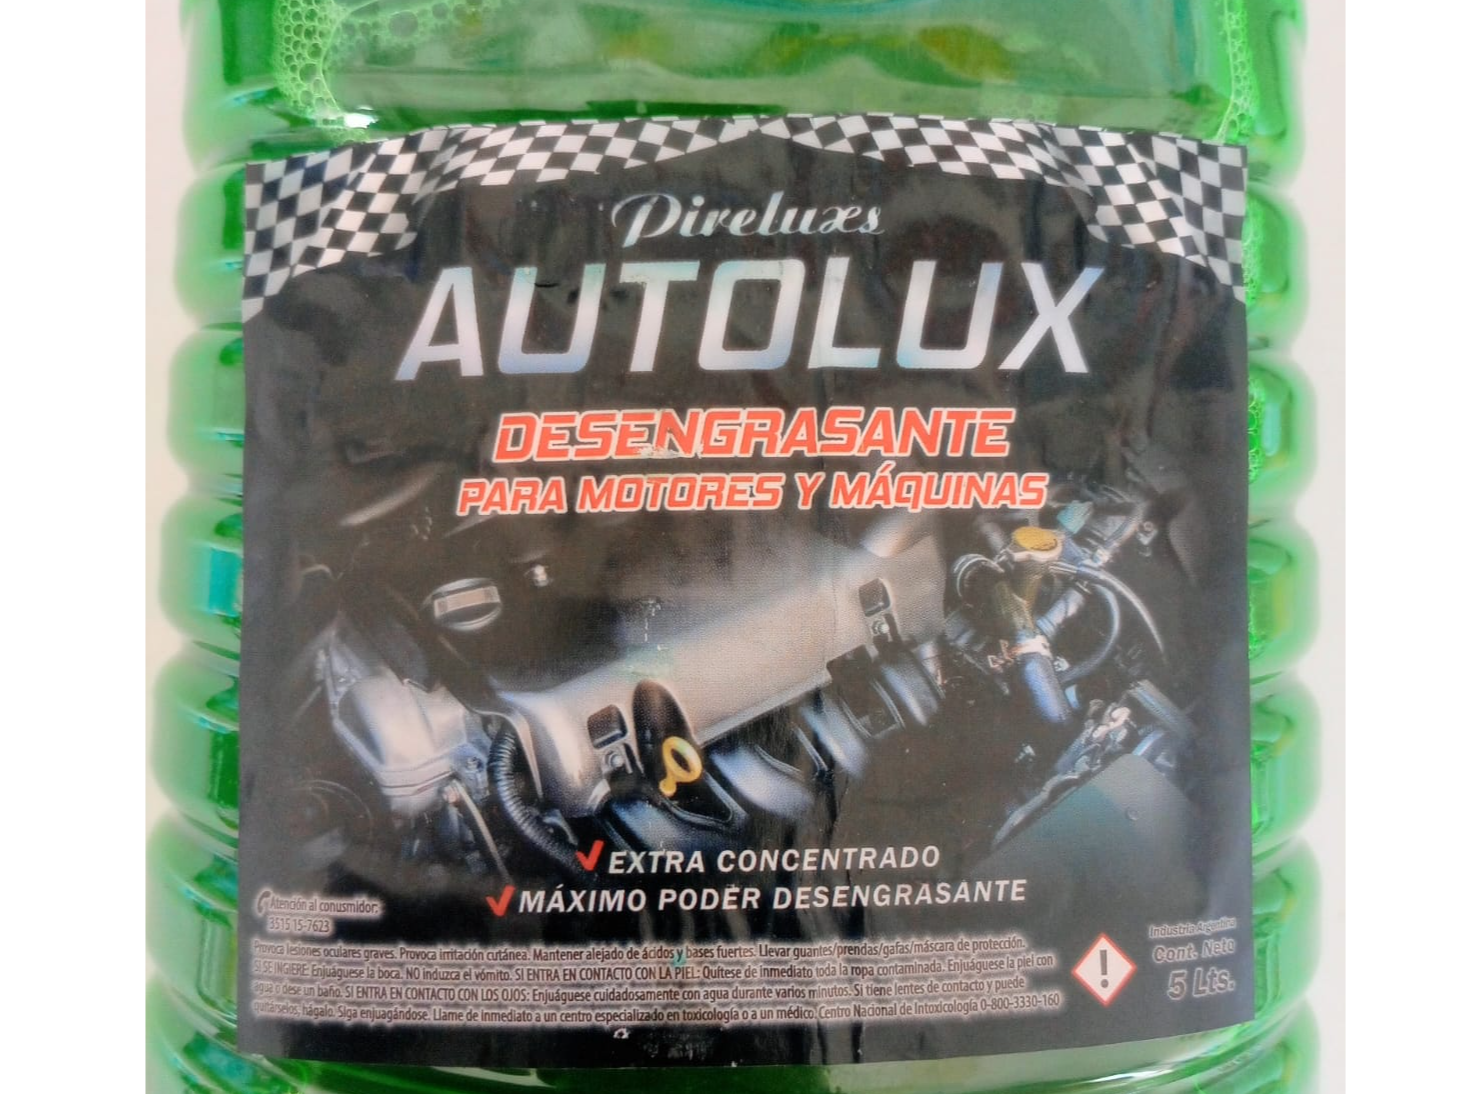 Pireluxs
AUTOLUX
DESENGRASANTE
PARA MOTORES Y MÁQUINAS
EXTRA CONCENTRADO
MÁXIMO PODER DESENGRASANTE
Atención al conusmidor:
3515 15-7623
Provoca lesiones oculares graves. Provoca irritación cutánea. Mantener alejado de ácidos y bases fuertes. Llevar guantes/prendas/gafas/máscara de protección.
SI SE INGIERE: Enjuáguese la boca. NO induzca el vómito. SI ENTRA EN CONTACTO CON LA PIEL: Quítese de inmediato toda la ropa contaminada. Enjuáguese la piel con
agua o dese un baño. SI ENTRA EN CONTACTO CON LOS OJOS: Enjuáguese cuidadosamente con agua durante varios minutos. Si tiene lentes de contacto y puede
quitárselos, hágalo. Siga enjuagándose. Llame de inmediato a un centro especializado en toxicología o a un médico. Centro Nacional de Intoxicología 0-800-3330-160
Industria Argentina
Cont. Neto
5 Lts.